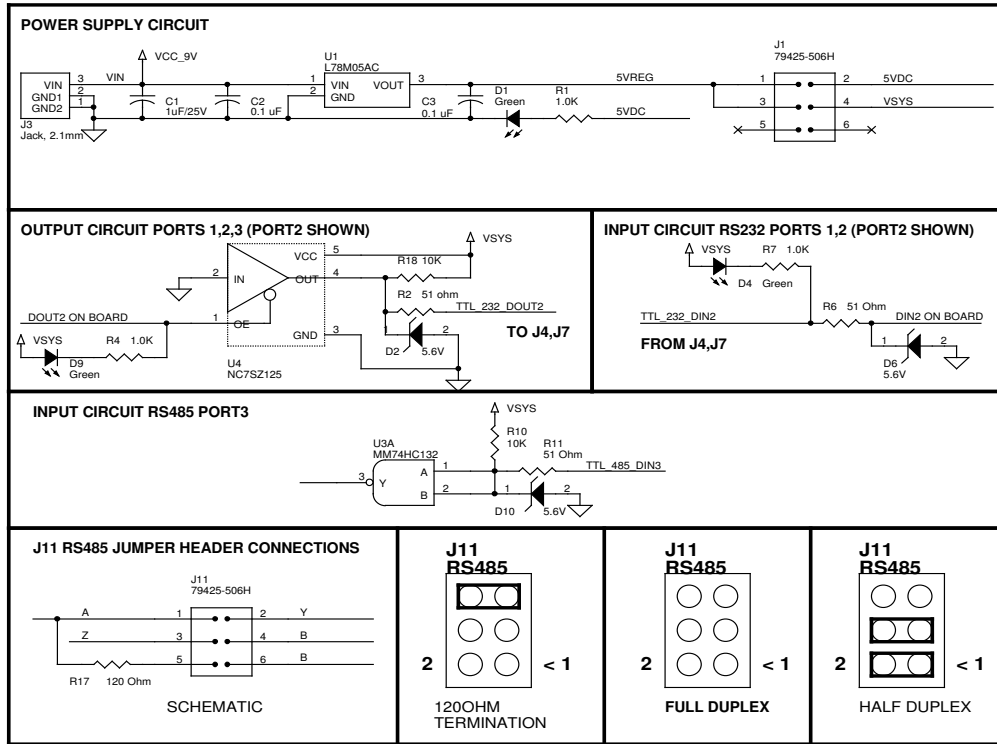 POWER SUPPLY CIRCUIT
VCC_9V
U1
L78M05AC
J1
79425-506H
VIN
GND1
GND2
3
2
1
VIN
J3
Jack, 2.1mm
C1
1uF/25V
C2
0.1 uF
1
2
VIN
GND
VOUT
3
C3
0.1 uF
D1
Green
R1
1.0K
5VREG
5VDC
1
2
5VDC
3
4
VSYS
5
6
OUTPUT CIRCUIT PORTS 1,2,3 (PORT2 SHOWN)
VSYS
VCC
5
2
IN
OUT
4
R18 10K
R2
51 ohm
TTL_232_DOUT2
DOUT2 ON BOARD
1
OE
GND
3
1
2
D2
5.6V
TO J4,J7
VSYS
R4
1.0K
D9
Green
U4
NC7SZ125
INPUT CIRCUIT RS232 PORTS 1,2 (PORT2 SHOWN)
VSYS
R7
1.0K
D4
Green
R6
51 Ohm
TTL_232_DIN2
DIN2 ON BOARD
FROM J4,J7
1
2
D6
5.6V
INPUT CIRCUIT RS485 PORT3
VSYS
R10
10K
R11
51 Ohm
U3A
MM74HC132
3
Y
A
1
B
2
TTL_485_DIN3
1
2
D10
5.6V
J11 RS485 JUMPER HEADER CONNECTIONS
J11
79425-506H
A
1
2
Y
Z
3
4
B
5
6
B
R17
120 Ohm
SCHEMATIC
J11
RS485
2
< 1
120OHM
TERMINATION
J11
RS485
2
< 1
FULL DUPLEX
J11
RS485
2
< 1
HALF DUPLEX